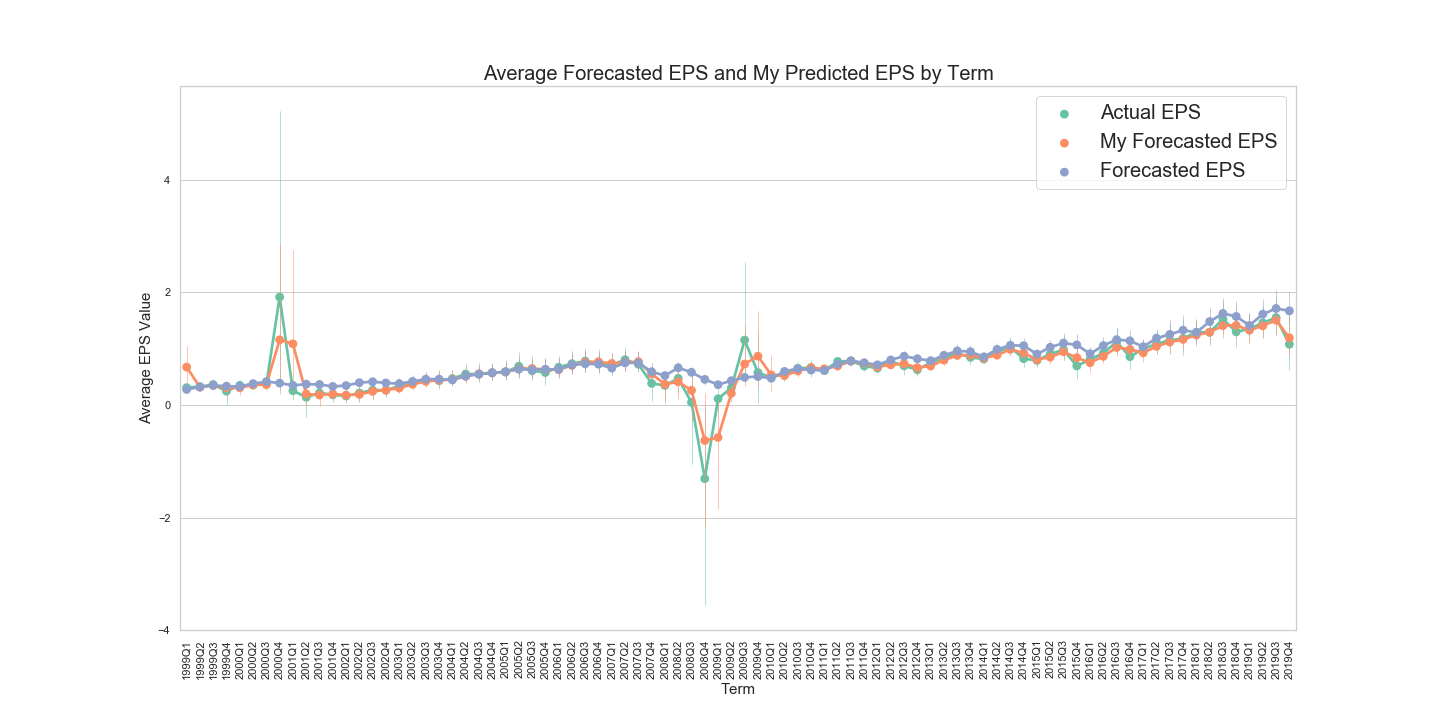 Average Forecasted EPS and My Predicted EPS by Term
Actual EPS
My Forecasted EPS
Forecasted EPS
Average EPS Value
4
2
0
−2
−4
1999Q1
1999Q2
1999Q3
1999Q4
2000Q1
2000Q2
2000Q3
2000Q4
2001Q1
2001Q2
2001Q3
2001Q4
2002Q1
2002Q2
2002Q3
2002Q4
2003Q1
2003Q2
2003Q3
2003Q4
2004Q1
2004Q2
2004Q3
2004Q4
2005Q1
2005Q2
2005Q3
2005Q4
2006Q1
2006Q2
2006Q3
2006Q4
2007Q1
2007Q2
2007Q3
2007Q4
2008Q1
2008Q2
2008Q3
2008Q4
2009Q1
2009Q2
2009Q3
2009Q4
2010Q1
2010Q2
2010Q3
2010Q4
2011Q1
2011Q2
2011Q3
2011Q4
2012Q1
2012Q2
2012Q3
2012Q4
2013Q1
2013Q2
2013Q3
2013Q4
2014Q1
2014Q2
2014Q3
2014Q4
2015Q1
2015Q2
2015Q3
2015Q4
2016Q1
2016Q2
2016Q3
2016Q4
2017Q1
2017Q2
2017Q3
2017Q4
2018Q1
2018Q2
2018Q3
2018Q4
2019Q1
2019Q2
2019Q3
2019Q4
Term